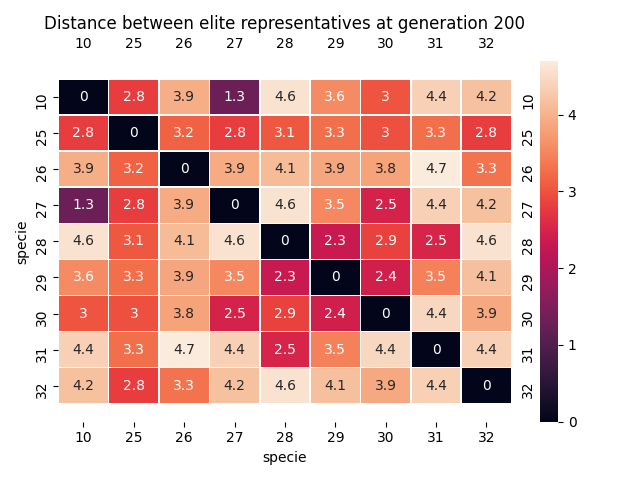 Distance between elite representatives at generation 200
10 25 26 27 28 29 30 31 32
10 0 2.8 3.9 1.3 4.6 3.6 3 4.4 4.2 10
25 2.8 0 3.2 2.8 3.1 3.3 3 3.3 2.8 25
26 3.9 3.2 0 3.9 4.1 3.9 3.8 4.7 3.3 26
27 1.3 2.8 3.9 0 4.6 3.5 2.5 4.4 4.2 27
28 4.6 3.1 4.1 4.6 0 2.3 2.9 2.5 4.6 28
29 3.6 3.3 3.9 3.5 2.3 0 2.4 3.5 4.1 29
30 3 3 3.8 2.5 2.9 2.4 0 4.4 3.9 30
31 4.4 3.3 4.7 4.4 2.5 3.5 4.4 0 4.4 31
32 4.2 2.8 3.3 4.2 4.6 4.1 3.9 4.4 0 32
10 25 26 27 28 29 30 31 32
specie
specie
4
3
2
1
0